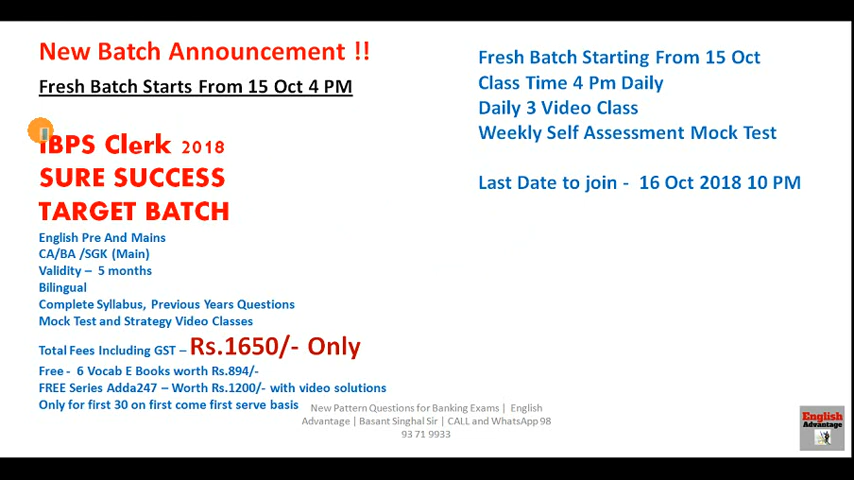 New Batch Announcement !!
Fresh Batch Starts From 15 Oct 4 PM
IBPS Clerk 2018
SURE SUCCESS
TARGET BATCH
English Pre And Mains
CA/BA /SGK (Main)
Validity – 5 months
Bilingual
Complete Syllabus, Previous Years Questions
Mock Test and Strategy Video Classes
Total Fees Including GST – Rs.1650/- Only
Free - 6 Vocab E Books worth Rs.894/-
FREE Series Adda247 – Worth Rs.1200/- with video solutions
Only for first 30 on first come first serve basis
Fresh Batch Starting From 15 Oct
Class Time 4 Pm Daily
Daily 3 Video Class
Weekly Self Assessment Mock Test
Last Date to join - 16 Oct 2018 10 PM
New Pattern Questions for Banking Exams | English
Advantage | Basant Singhal Sir | CALL and WhatsApp 98
93 71 9933
English
Advantage